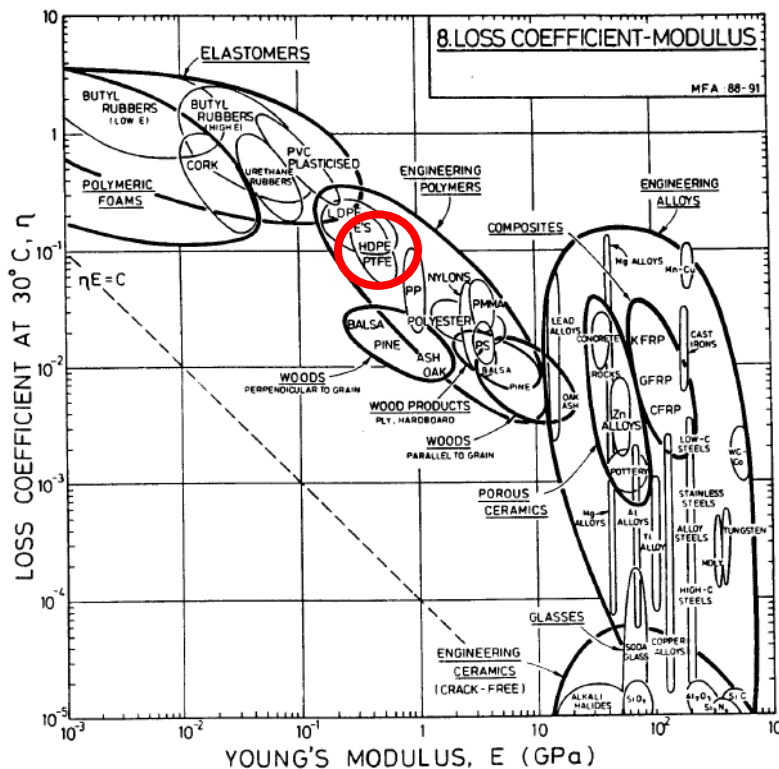 8.LOSS COEFFICIENT-MODULUS
MFA : 88-91
LOSS COEFFICIENT AT 30°C, η
10
1
10⁻¹
10⁻²
10⁻³
10⁻⁴
10⁻⁵
ELASTOMERS
BUTYL
RUBBERS
(LOW E)
BUTYL
RUBBERS
(HIGH E)
CORK
URETHANE
RUBBERS
PVC
PLASTICISED
POLYMERIC
FOAMS
ηE=C
ENGINEERING
POLYMERS
LDPE
E'S
HDPE
PTFE
PP
NYLONS
PMMA
POLYESTER
PS
BALSA
PINE
ASH
OAK
WOODS
PERPENDICULAR TO GRAIN
BALSA
PINE
OAK
ASH
WOOD PRODUCTS
PLY, HARDBOARD
WOODS
PARALLEL TO GRAIN
COMPOSITES
ENGINEERING
ALLOYS
Mg ALLOYS
Mn-Cu
LEAD
ALLOYS
CONCRETE
ROCKS
KFRP
GFRP
CFRP
CAST
IRONS
Zn
ALLOYS
POTTERY
LOW-C
STEELS
WC-
Co
POROUS
CERAMICS
Mg
ALLOYS
Al
ALLOYS
Ti
ALLOY
STAINLESS
STEELS
ALLOY
STEELS
TUNGSTEN
MOLY
HIGH-C
STEELS
GLASSES
SODA
GLASS
COPPER
ALLOYS
ENGINEERING
CERAMICS
(CRACK-FREE)
ALKALI
HALIDES
SiO₂
Al₂O₃
SiC
Si₃N₄
10⁻³
10⁻²
10⁻¹
1
10
10²
10³
YOUNG'S MODULUS, E (GPa)